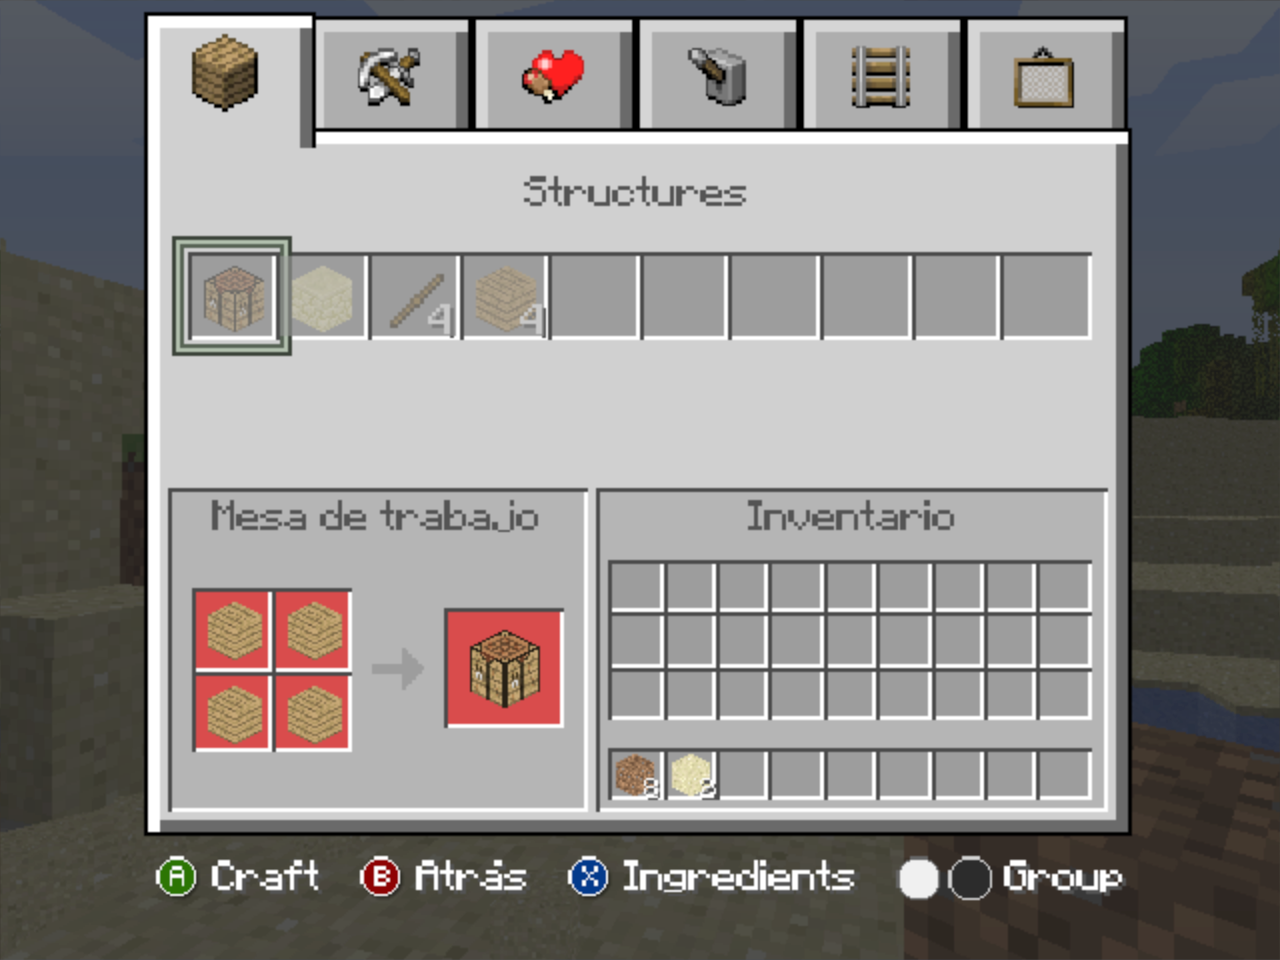 Structures
4 4
Mesa de trabajo
Inventario
8 2
A Craft B Atrás X Ingredients Group